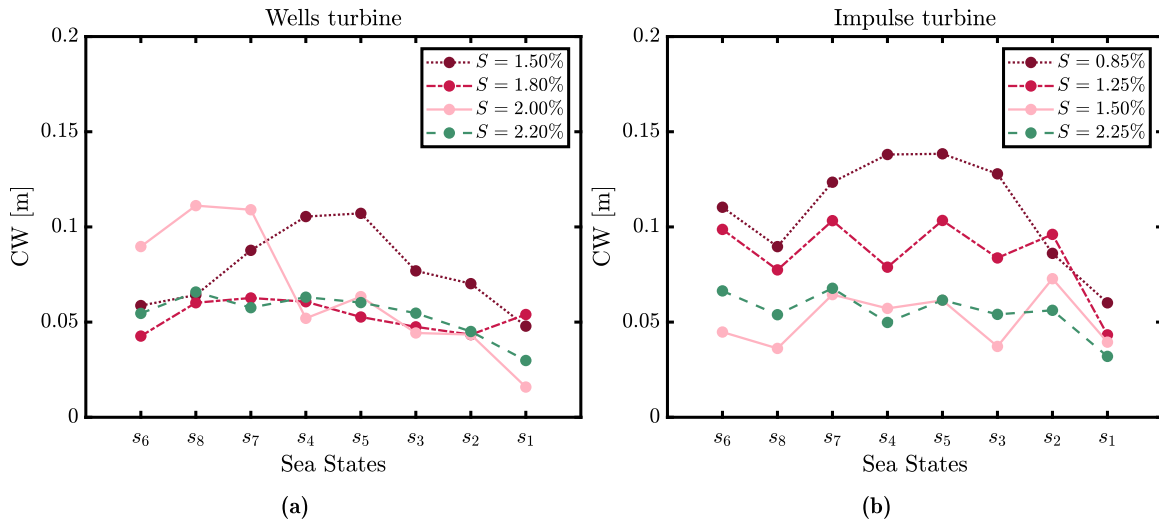 Wells turbine
0.2
0.15
0.1
0.05
0
CW [m]
S = 1.50%
S = 1.80%
S = 2.00%
S = 2.20%
s6 s8 s7 s4 s5 s3 s2 s1
Sea States
(a)
Impulse turbine
0.2
0.15
0.1
0.05
0
CW [m]
S = 0.85%
S = 1.25%
S = 1.50%
S = 2.25%
s6 s8 s7 s4 s5 s3 s2 s1
Sea States
(b)